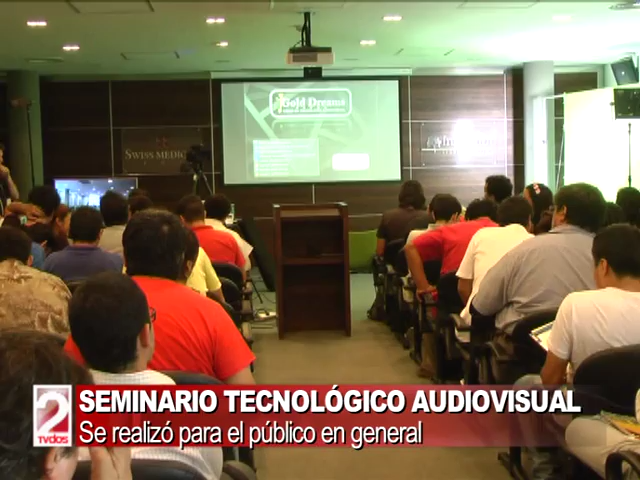 Gold Dreams
SWISS MEDIC
2
TVdos
SEMINARIO TECNOLÓGICO AUDIOVISUAL
Se realizó para el público en general